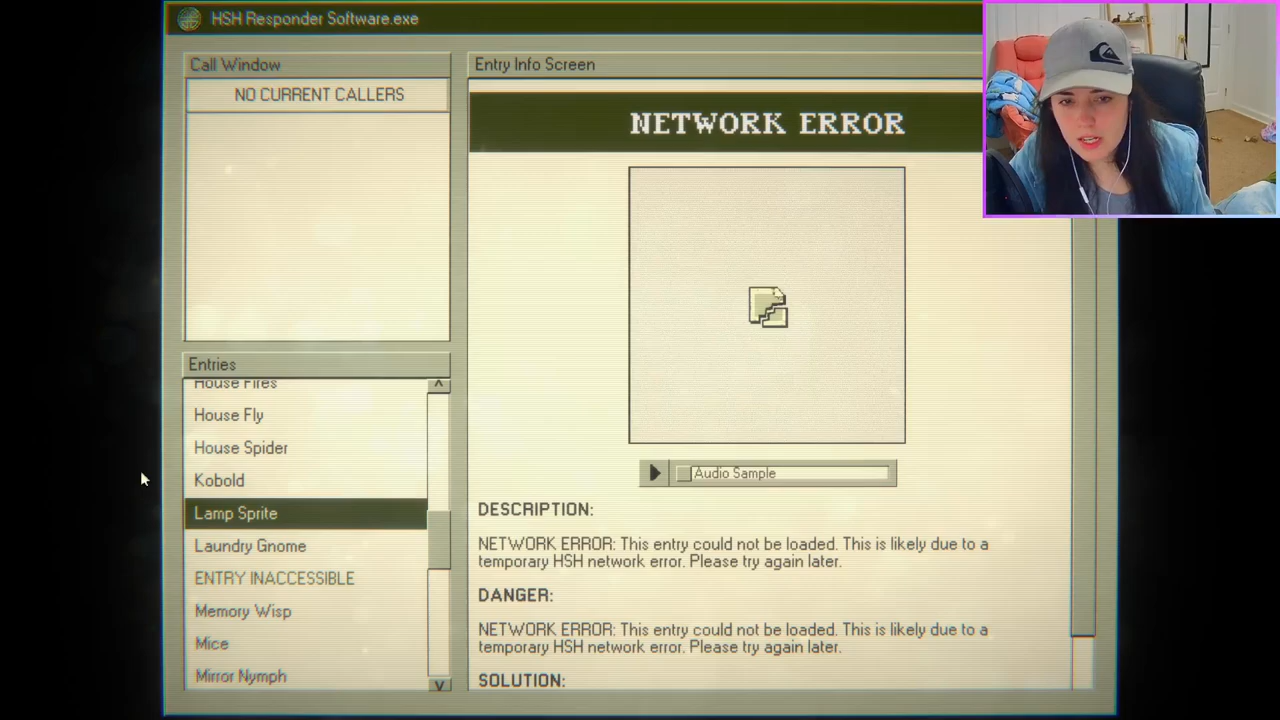 HSH Responder Software.exe
Call Window
NO CURRENT CALLERS
Entries
House Fires
House Fly
House Spider
Kobold
Lamp Sprite
Laundry Gnome
ENTRY INACCESSIBLE
Memory Wisp
Mice
Mirror Nymph
Entry Info Screen
NETWORK ERROR
Audio Sample
DESCRIPTION:
NETWORK ERROR: This entry could not be loaded. This is likely due to a
temporary HSH network error. Please try again later.
DANGER:
NETWORK ERROR: This entry could not be loaded. This is likely due to a
temporary HSH network error. Please try again later.
SOLUTION: